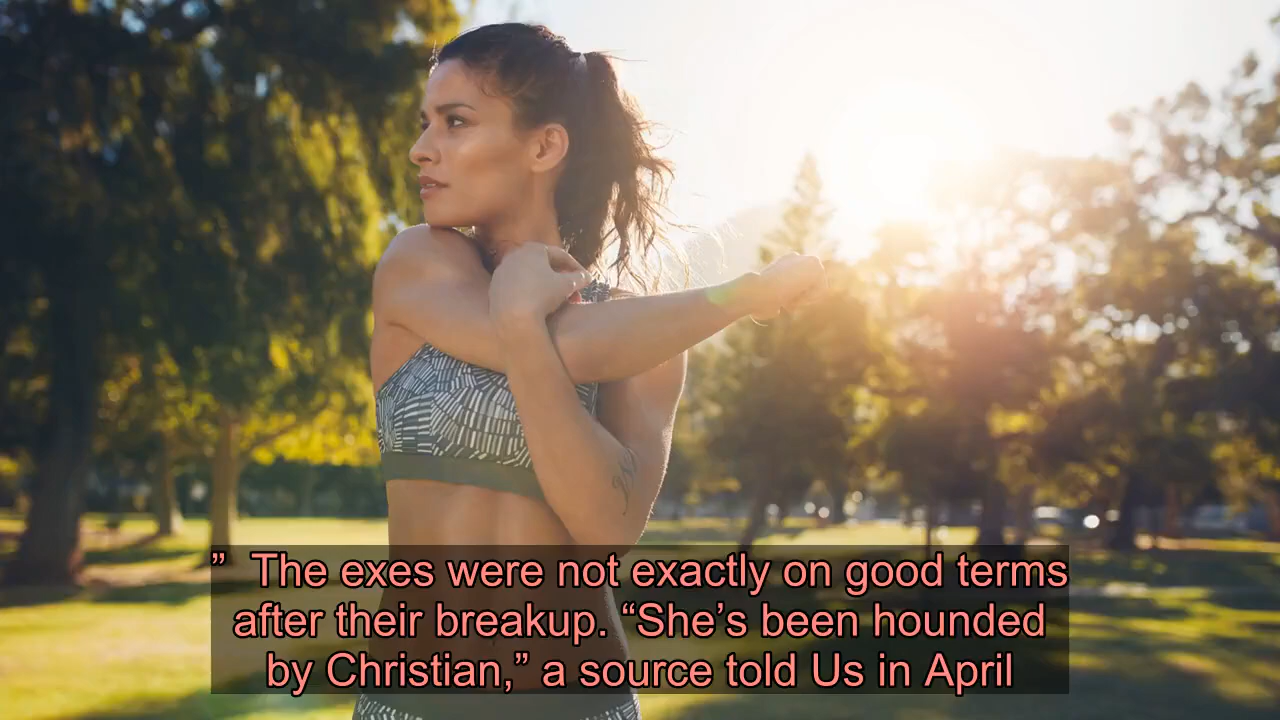 ”  The exes were not exactly on good terms
after their breakup. “She’s been hounded
by Christian,” a source told Us in April